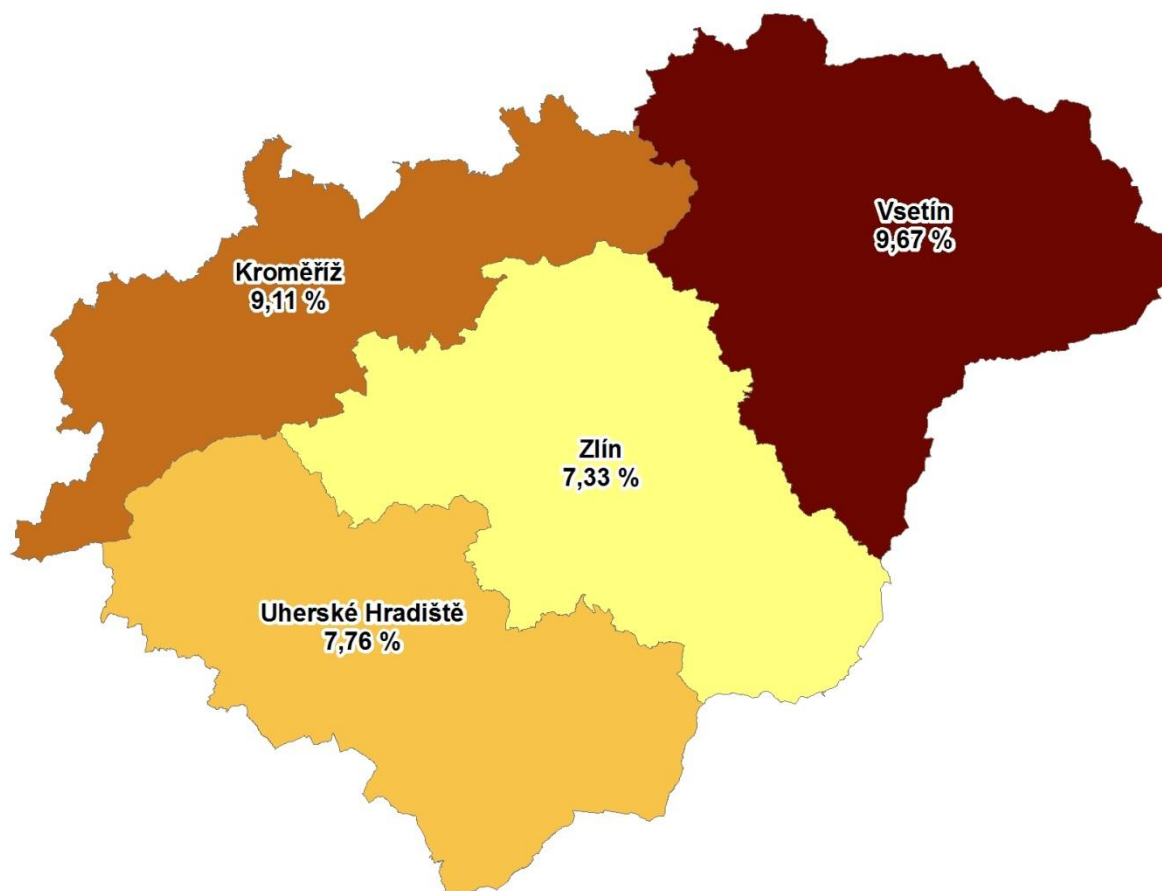 Vsetín
9,67 %
Kroměříž
9,11 %
Zlín
7,33 %
Uherské Hradiště
7,76 %